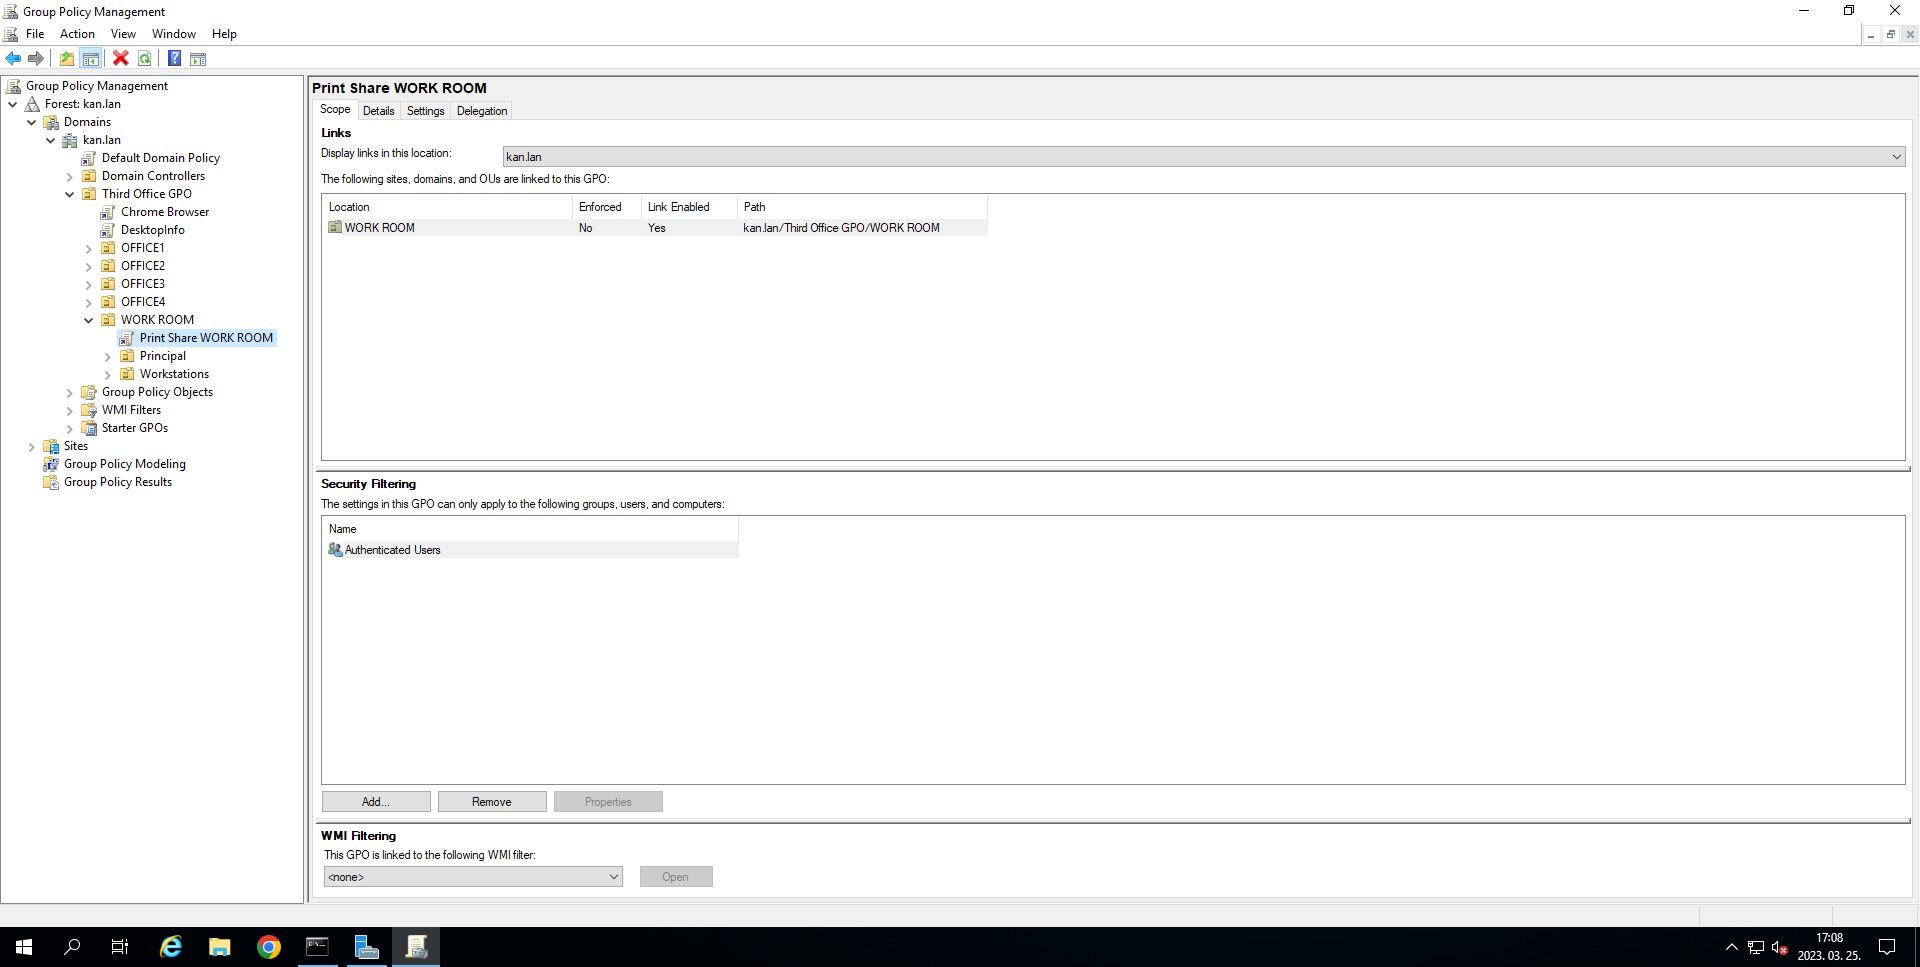 Group Policy Management
File Action View Window Help
Group Policy Management
Forest: kan.lan
Domains
kan.lan
Default Domain Policy
Domain Controllers
Third Office GPO
Chrome Browser
DesktopInfo
OFFICE1
OFFICE2
OFFICE3
OFFICE4
WORK ROOM
Print Share WORK ROOM
Principal
Workstations
Group Policy Objects
WMI Filters
Starter GPOs
Sites
Group Policy Modeling
Group Policy Results
Print Share WORK ROOM
Scope Details Settings Delegation
Links
Display links in this location: kan.lan
The following sites, domains, and OUs are linked to this GPO:
Location Enforced Link Enabled Path
WORK ROOM No Yes kan.lan/Third Office GPO/WORK ROOM
Security Filtering
The settings in this GPO can only apply to the following groups, users, and computers:
Name
Authenticated Users
Add... Remove Properties
WMI Filtering
This GPO is linked to the following WMI filter:
<none> Open
17:08
2023. 03. 25.